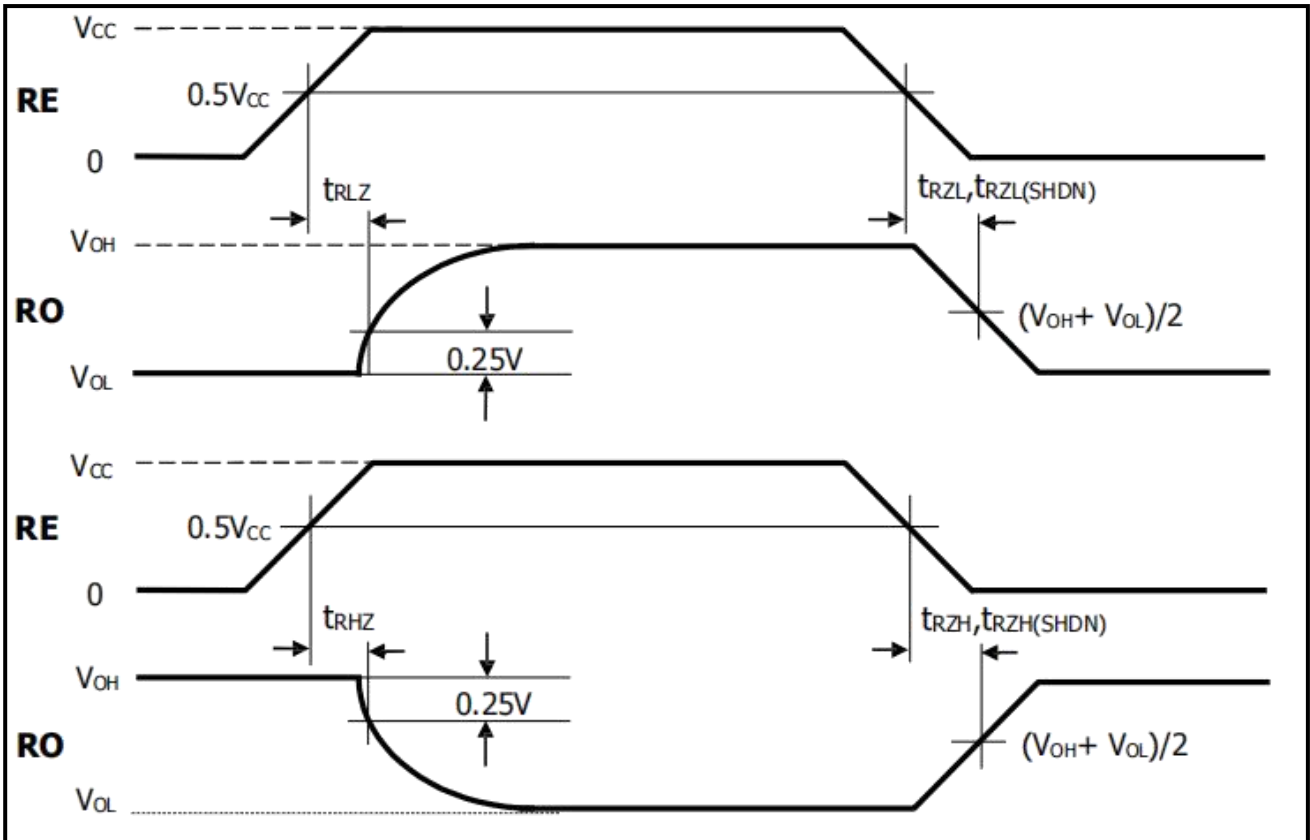 VCC
0.5VCC
RE
0
tRLZ
tRZL,tRZL(SHDN)
VOH
RO
(VOH+ VOL)/2
0.25V
VOL
VCC
0.5VCC
RE
0
tRHZ
tRZH,tRZH(SHDN)
VOH
0.25V
RO
(VOH+ VOL)/2
VOL